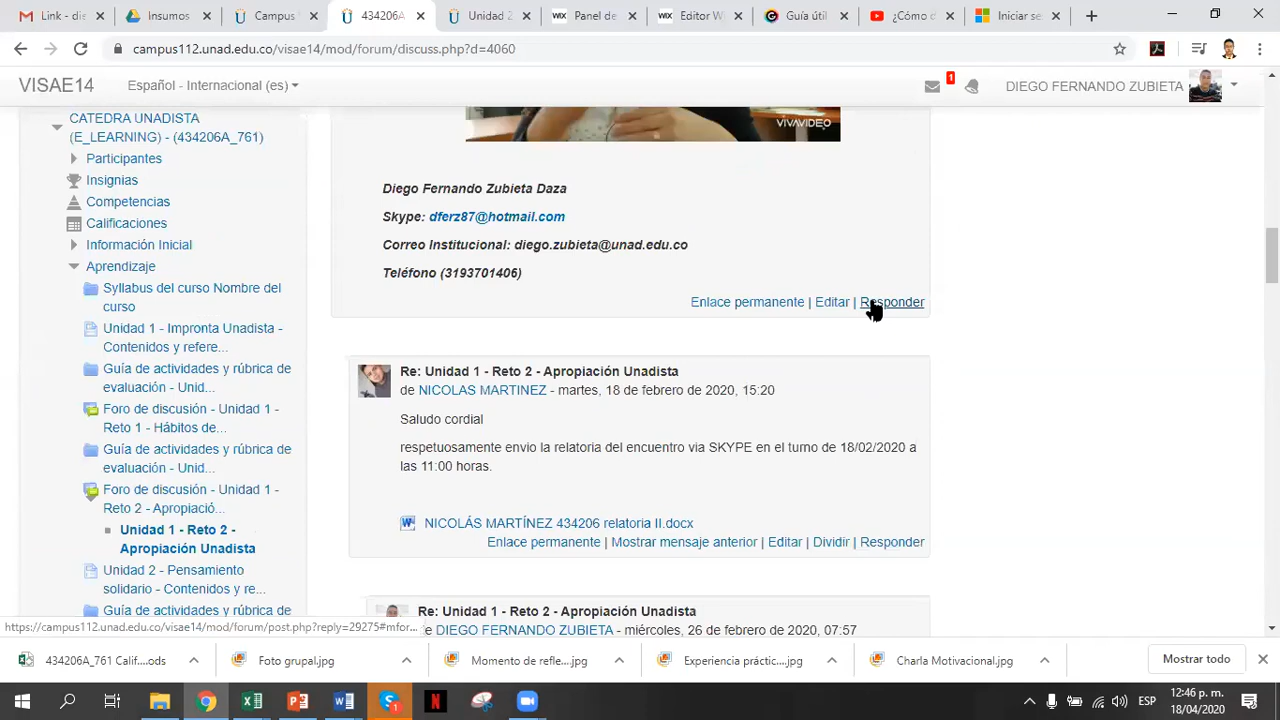 Link - dis
Insumos
Campus
434206A
Unidad 2
WIX Panel de
WIX Editor W
Guía útil
¿Cómo d
Iniciar se
campus112.unad.edu.co/visae14/mod/forum/discuss.php?d=4060
VISAE14
Español - Internacional (es)
1
DIEGO FERNANDO ZUBIETA
CATEDRA UNADISTA
(E_LEARNING) - (434206A_761)
Participantes
Insignias
Competencias
Calificaciones
Información Inicial
Aprendizaje
Syllabus del curso Nombre del
curso
Unidad 1 - Impronta Unadista -
Contenidos y refere...
Guía de actividades y rúbrica de
evaluación - Unid...
Foro de discusión - Unidad 1 -
Reto 1 - Hábitos de...
Guía de actividades y rúbrica de
evaluación - Unid...
Foro de discusión - Unidad 1 -
Reto 2 - Apropiació...
Unidad 1 - Reto 2 -
Apropiación Unadista
Unidad 2 - Pensamiento
solidario - Contenidos y re...
Guía de actividades y rúbrica de
VIVAVIDEO
Diego Fernando Zubieta Daza
Skype: dferz87@hotmail.com
Correo Institucional: diego.zubieta@unad.edu.co
Teléfono (3193701406)
Enlace permanente | Editar | Responder
Re: Unidad 1 - Reto 2 - Apropiación Unadista
de NICOLAS MARTINEZ - martes, 18 de febrero de 2020, 15:20
Saludo cordial
respetuosamente envio la relatoria del encuentro via SKYPE en el turno de 18/02/2020 a
las 11:00 horas.
NICOLÁS MARTÍNEZ 434206 relatoria II.docx
Enlace permanente | Mostrar mensaje anterior | Editar | Dividir | Responder
Re: Unidad 1 - Reto 2 - Apropiación Unadista
de DIEGO FERNANDO ZUBIETA - miércoles, 26 de febrero de 2020, 07:57
https://campus112.unad.edu.co/visae14/mod/forum/post.php?reply=29275#mfor...
434206A_761 Calif....ods
Foto grupal.jpg
Momento de refle....jpg
Experiencia práctic....jpg
Charla Motivacional.jpg
Mostrar todo
ESP
12:46 p. m.
18/04/2020